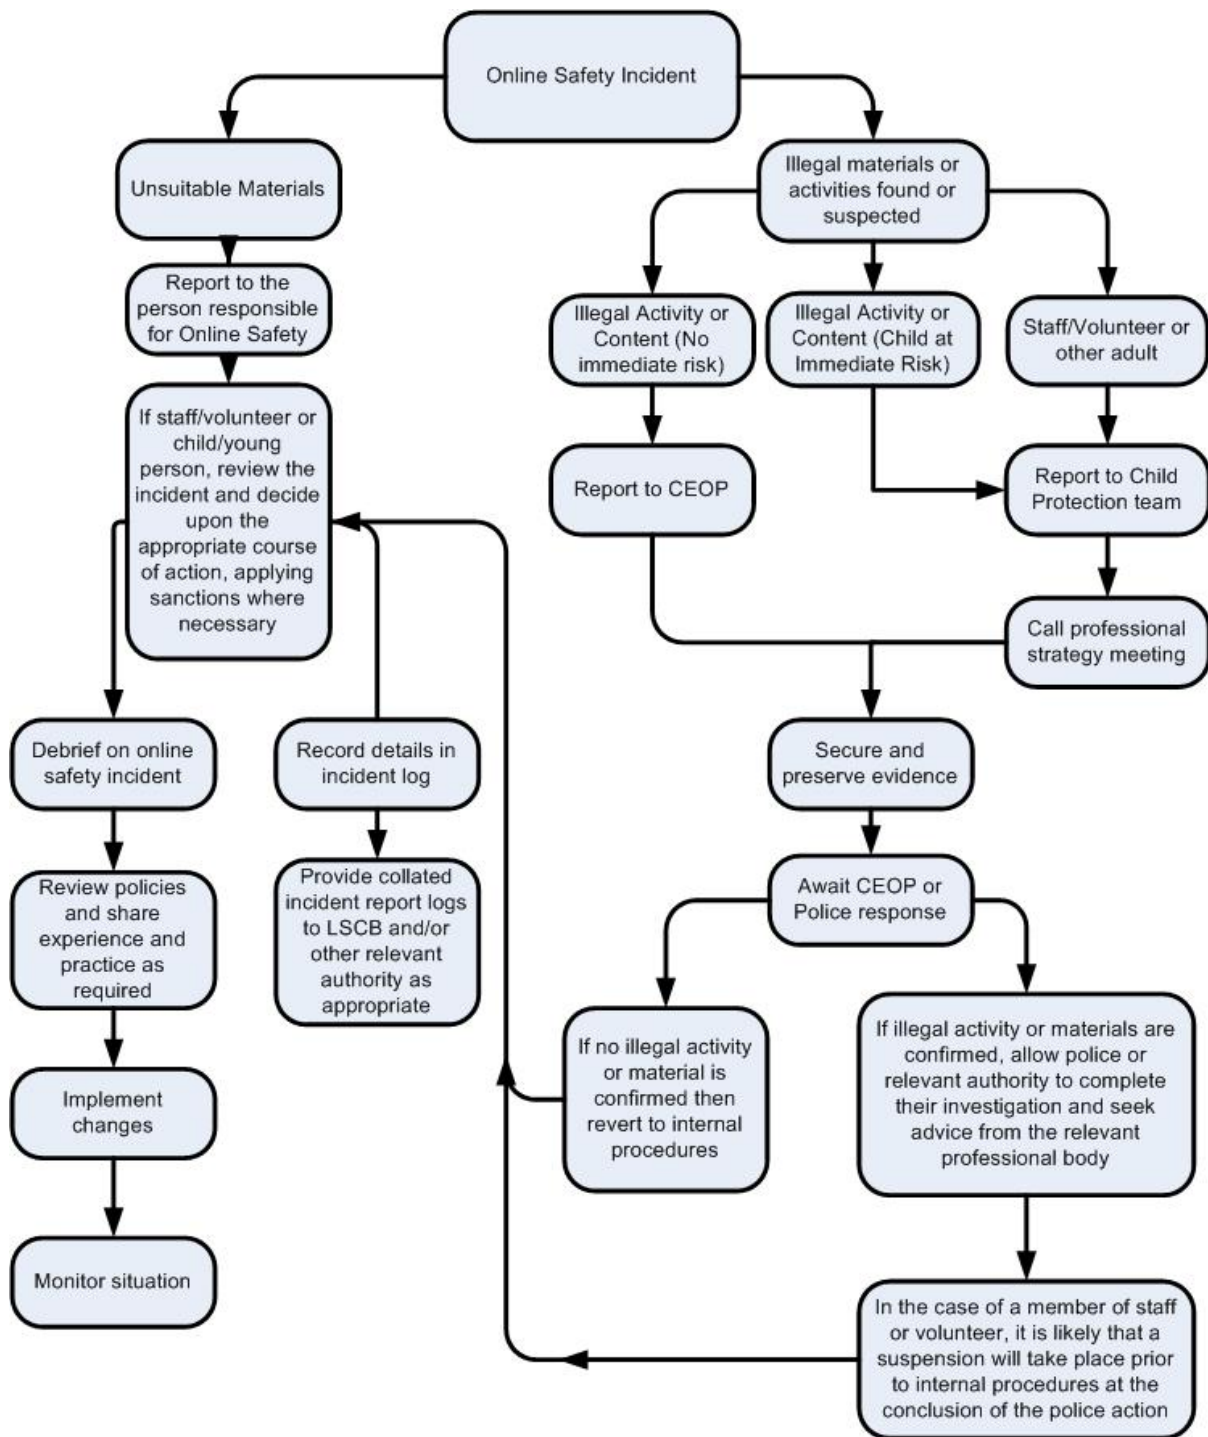 Online Safety Incident
Unsuitable Materials
Report to the
person responsible
for Online Safety
If staff/volunteer or
child/young
person, review the
incident and decide
upon the
appropriate course
of action, applying
sanctions where
necessary
Debrief on online
safety incident
Review policies
and share
experience and
practice as
required
Implement
changes
Monitor situation
Record details in
incident log
Provide collated
incident report logs
to LSCB and/or
other relevant
authority as
appropriate
Illegal materials or
activities found or
suspected
Illegal Activity or
Content (No
immediate risk)
Illegal Activity or
Content (Child at
Immediate Risk)
Staff/Volunteer or
other adult
Report to CEOP
Report to Child
Protection team
Call professional
strategy meeting
Secure and
preserve evidence
Await CEOP or
Police response
If no illegal activity
or material is
confirmed then
revert to internal
procedures
If illegal activity or materials are
confirmed, allow police or
relevant authority to complete
their investigation and seek
advice from the relevant
professional body
In the case of a member of staff
or volunteer, it is likely that a
suspension will take place prior
to internal procedures at the
conclusion of the police action